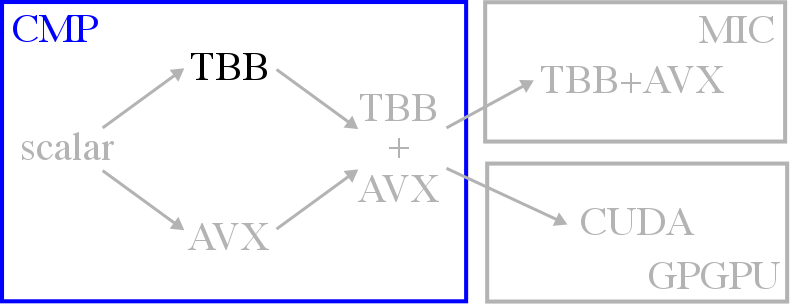 CMP
TBB
scalar
AVX
TBB
+
AVX
MIC
TBB+AVX
CUDA
GPGPU